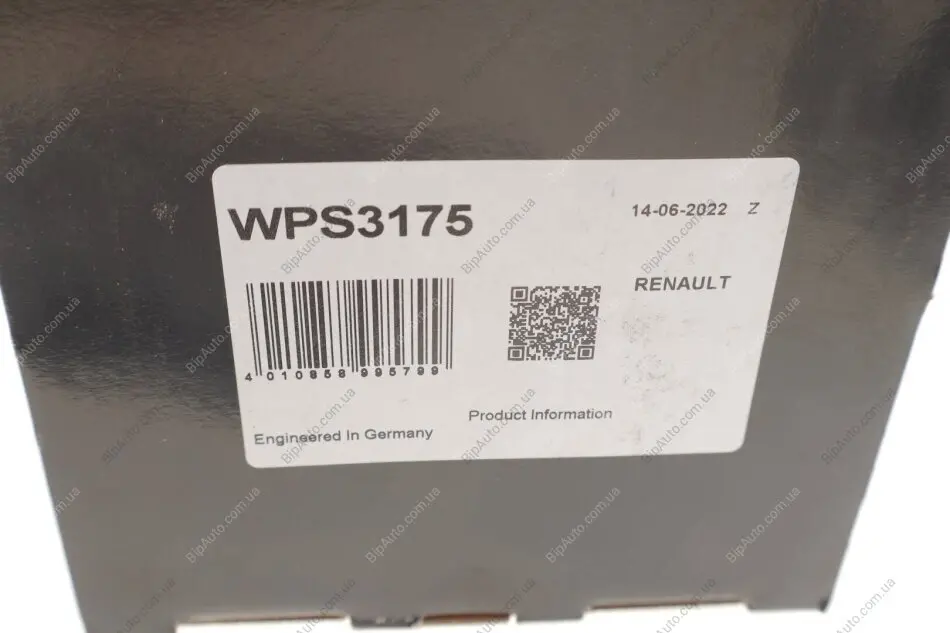 WPS3175
14-06-2022 Z
RENAULT
4 010858 995799
Product Information
Engineered In Germany
BipAuto.com.ua